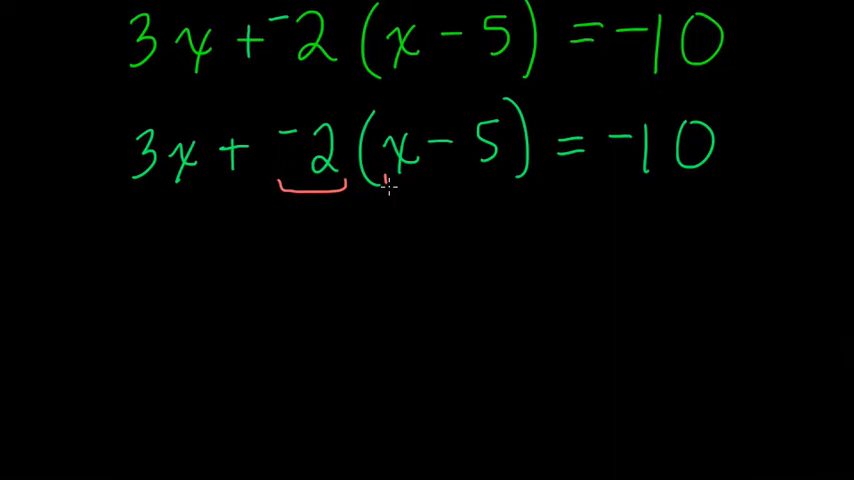 3x + -2(x - 5) = -10
3x + -2(x - 5) = -10